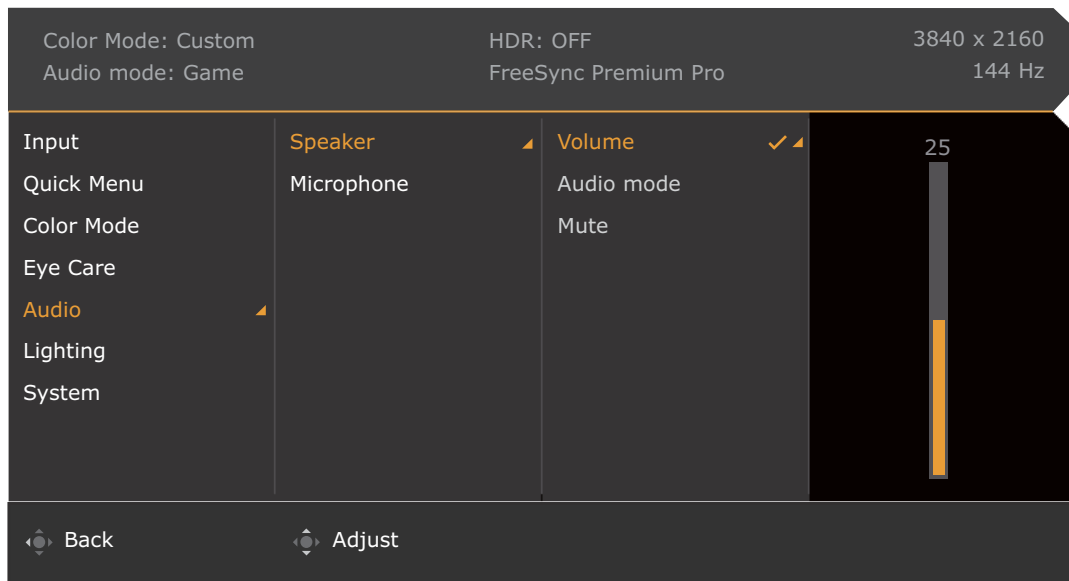 Color Mode: Custom
Audio mode: Game
HDR: OFF
FreeSync Premium Pro
3840 x 2160
144 Hz
Input
Quick Menu
Color Mode
Eye Care
Audio
Lighting
System
Speaker
Microphone
Volume
Audio mode
Mute
25
Back
Adjust